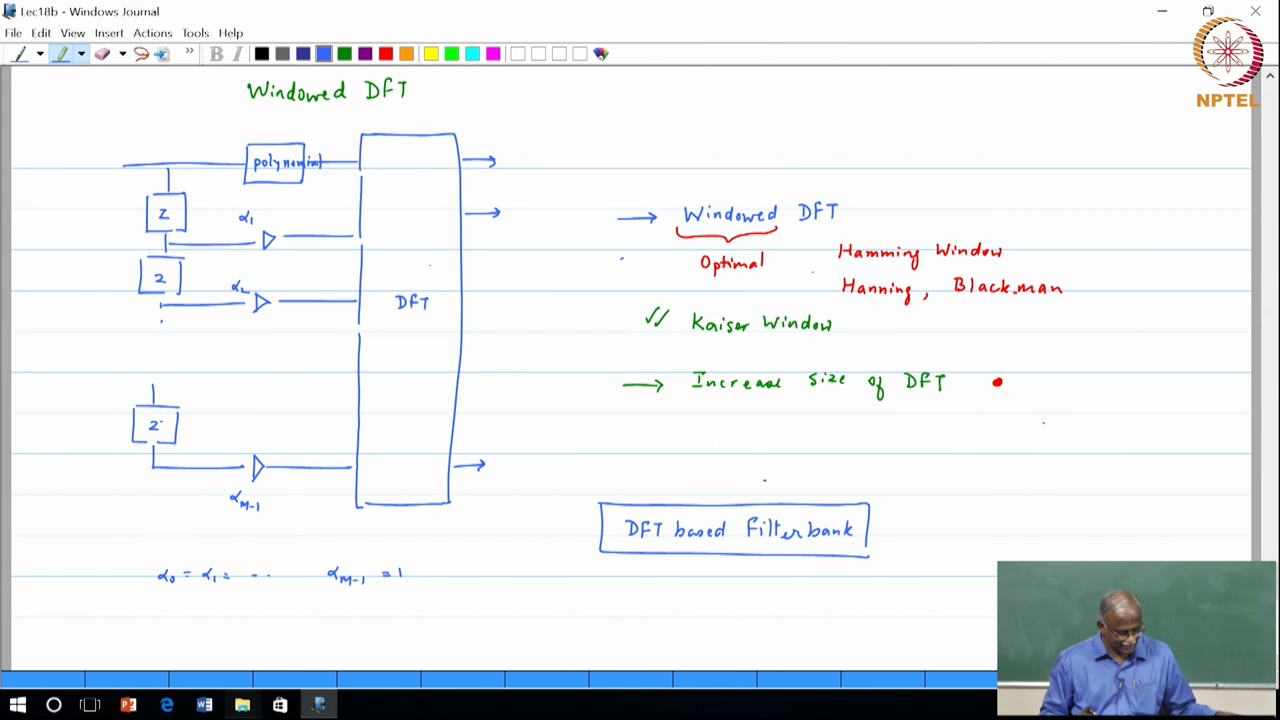 Lec18b - Windows Journal
File Edit View Insert Actions Tools Help
NPTEL
Windowed DFT
polynomial
Z
α1
Z
α2
DFT
Z
αM-1
α0 = α1 = - - αM-1 = 1
→ Windowed DFT
Optimal
Hamming Window
Hanning, Blackman
✓✓ Kaiser Window
→ Increase size of DFT
DFT based Filterbank